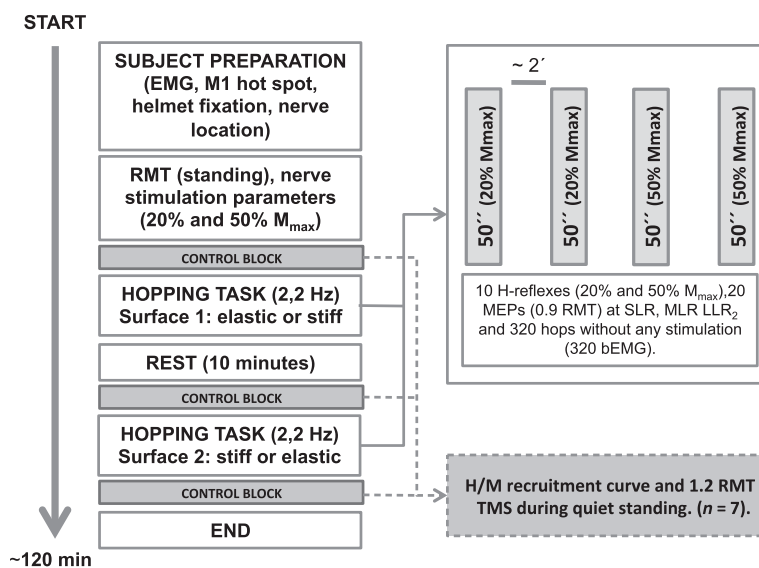 START
SUBJECT PREPARATION
(EMG, M1 hot spot,
helmet fixation, nerve
location)
RMT (standing), nerve
stimulation parameters
(20% and 50% Mmax)
CONTROL BLOCK
HOPPING TASK (2,2 Hz)
Surface 1: elastic or stiff
REST (10 minutes)
CONTROL BLOCK
HOPPING TASK (2,2 Hz)
Surface 2: stiff or elastic
CONTROL BLOCK
END
~120 min
~ 2´
50´´ (20% Mmax)
50´´ (20% Mmax)
50´´ (50% Mmax)
50´´ (50% Mmax)
10 H-reflexes (20% and 50% Mmax),20
MEPs (0.9 RMT) at SLR, MLR LLR2
and 320 hops without any stimulation
(320 bEMG).
H/M recruitment curve and 1.2 RMT
TMS during quiet standing. (n = 7).